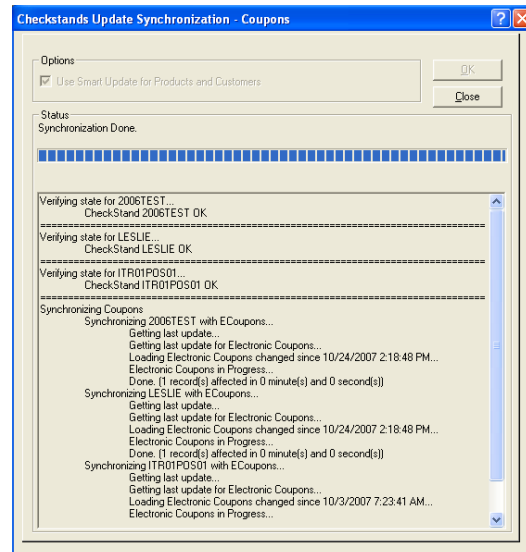 Checkstands Update Synchronization - Coupons
Options
Use Smart Update for Products and Customers
OK
Close
Status
Synchronization Done.
Verifying state for 2006TEST...
CheckStand 2006TEST OK
================================================================================
Verifying state for LESLIE...
CheckStand LESLIE OK
================================================================================
Verifying state for ITR01POS01...
CheckStand ITR01POS01 OK
================================================================================
Synchronizing Coupons
Synchronizing 2006TEST with ECoupons...
Getting last update...
Getting last update for Electronic Coupons...
Loading Electronic Coupons changed since 10/24/2007 2:18:48 PM...
Electronic Coupons in Progress...
Done. (1 record(s) affected in 0 minute(s) and 0 second(s))
Synchronizing LESLIE with ECoupons...
Getting last update...
Getting last update for Electronic Coupons...
Loading Electronic Coupons changed since 10/24/2007 2:18:48 PM...
Electronic Coupons in Progress...
Done. (1 record(s) affected in 0 minute(s) and 0 second(s))
Synchronizing ITR01POS01 with ECoupons...
Getting last update...
Getting last update for Electronic Coupons...
Loading Electronic Coupons changed since 10/3/2007 7:23:41 AM...
Electronic Coupons in Progress...